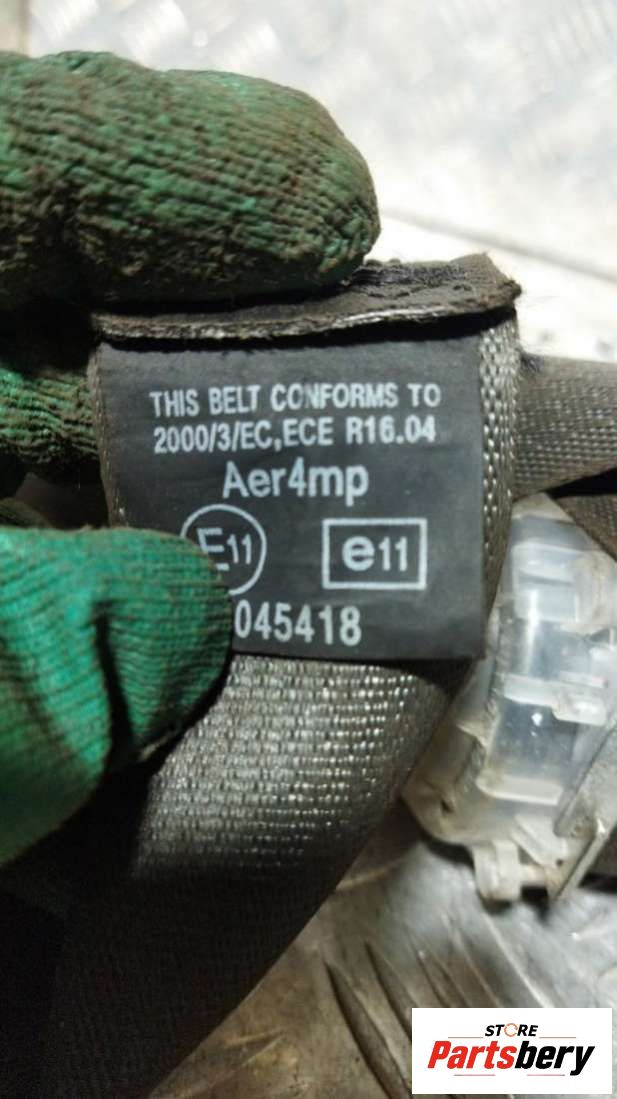 THIS BELT CONFORMS TO
2000/3/EC,ECE R16.04
Aer4mp
E11 e11
045418
STORE
Partsbery